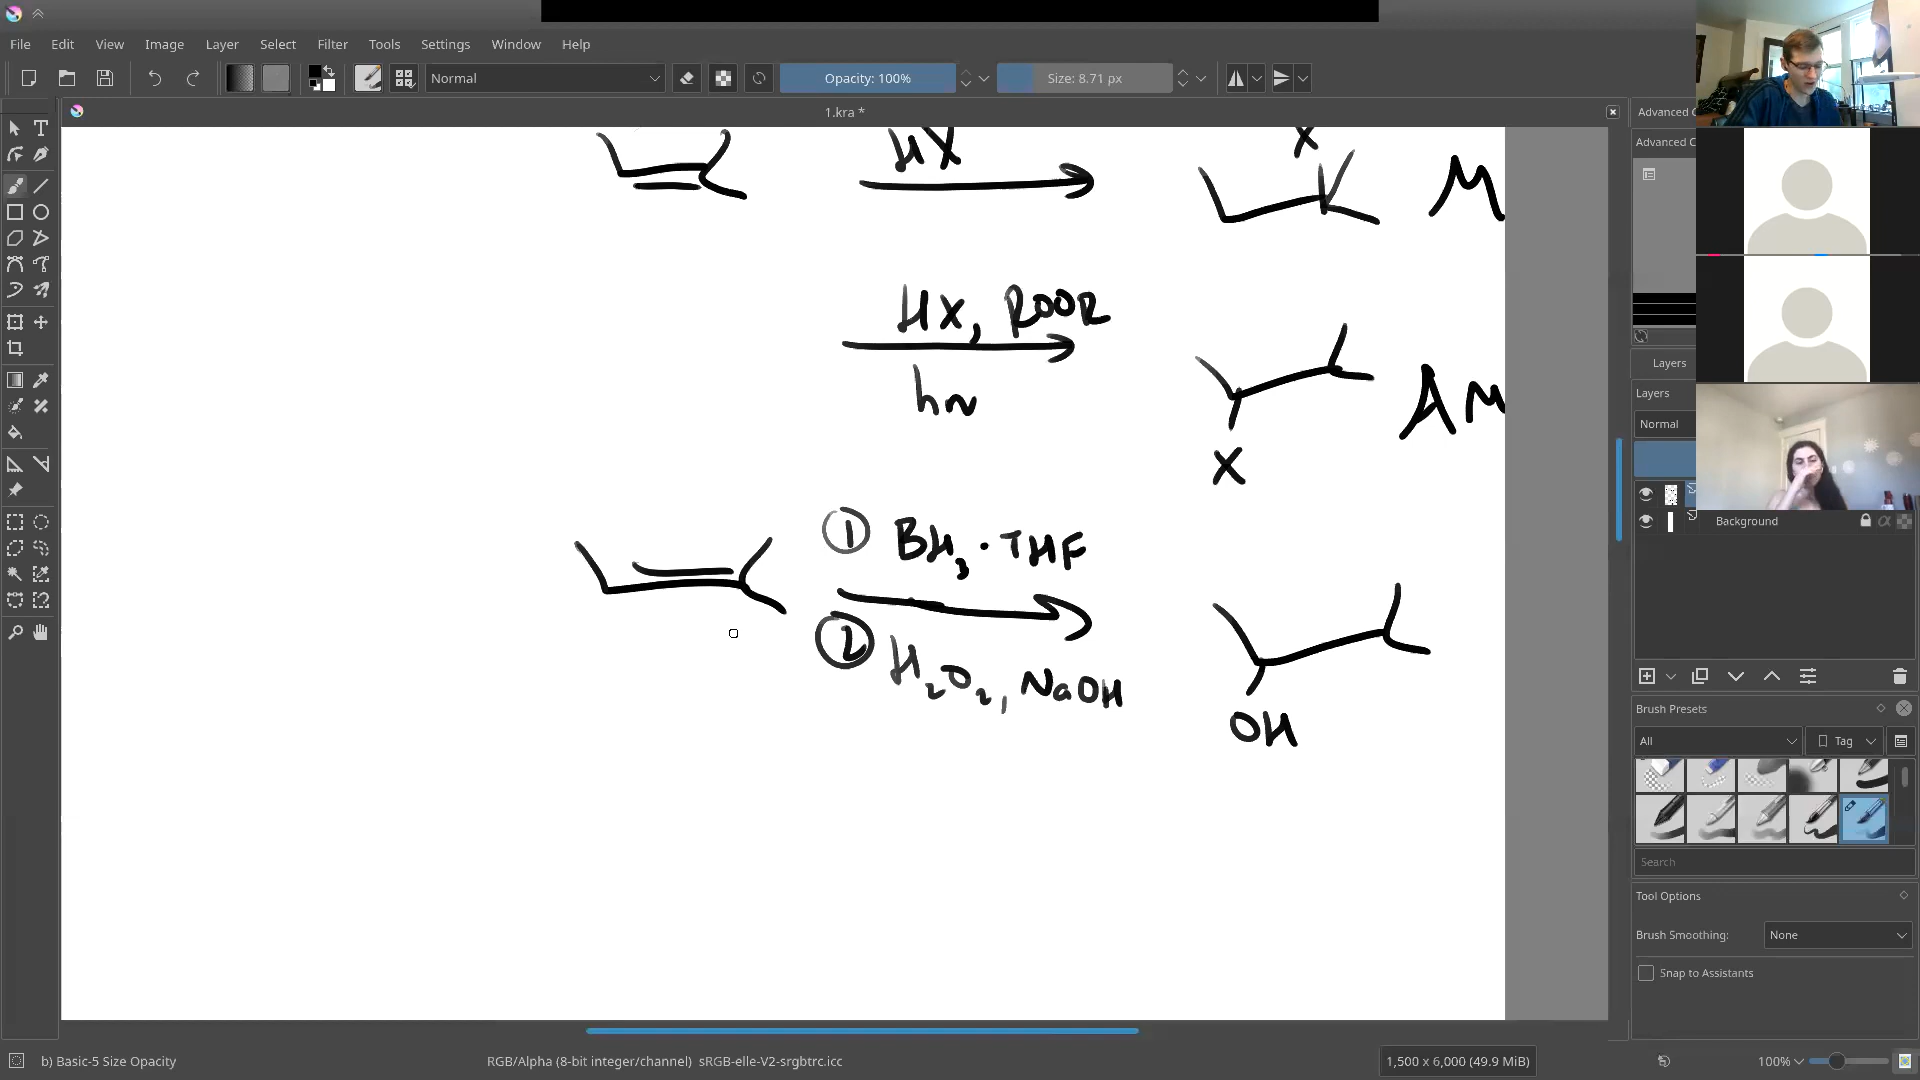 File Edit View Image Layer Select Filter Tools Settings Window Help
Normal
Opacity: 100%
Size: 8.71 px
1.kra *
Advanced C
Advanced C
HX
X
M
HX, ROOR
hν
X
AM
① BH3 · THF
② H2O2, NaOH
OH
Layers
Layers
Normal
Background
Brush Presets
All
Tag
Search
Tool Options
Brush Smoothing: None
Snap to Assistants
b) Basic-5 Size Opacity
RGB/Alpha (8-bit integer/channel) sRGB-elle-V2-srgbtrc.icc
1,500 x 6,000 (49.9 MiB)
100%